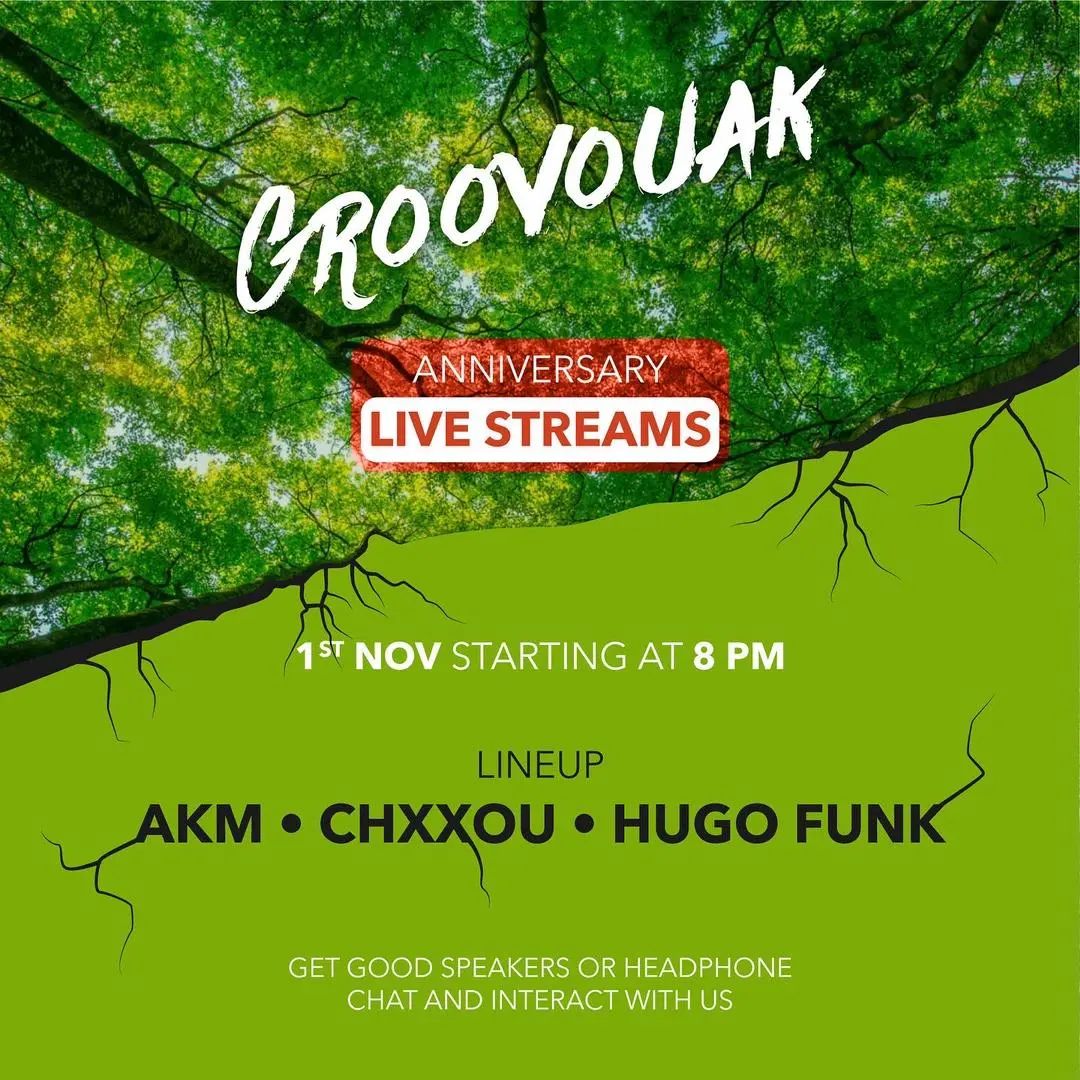 GROOVOUAK
ANNIVERSARY
LIVE STREAMS
1ST NOV STARTING AT 8 PM
LINEUP
AKM • CHXXOU • HUGO FUNK
GET GOOD SPEAKERS OR HEADPHONE
CHAT AND INTERACT WITH US